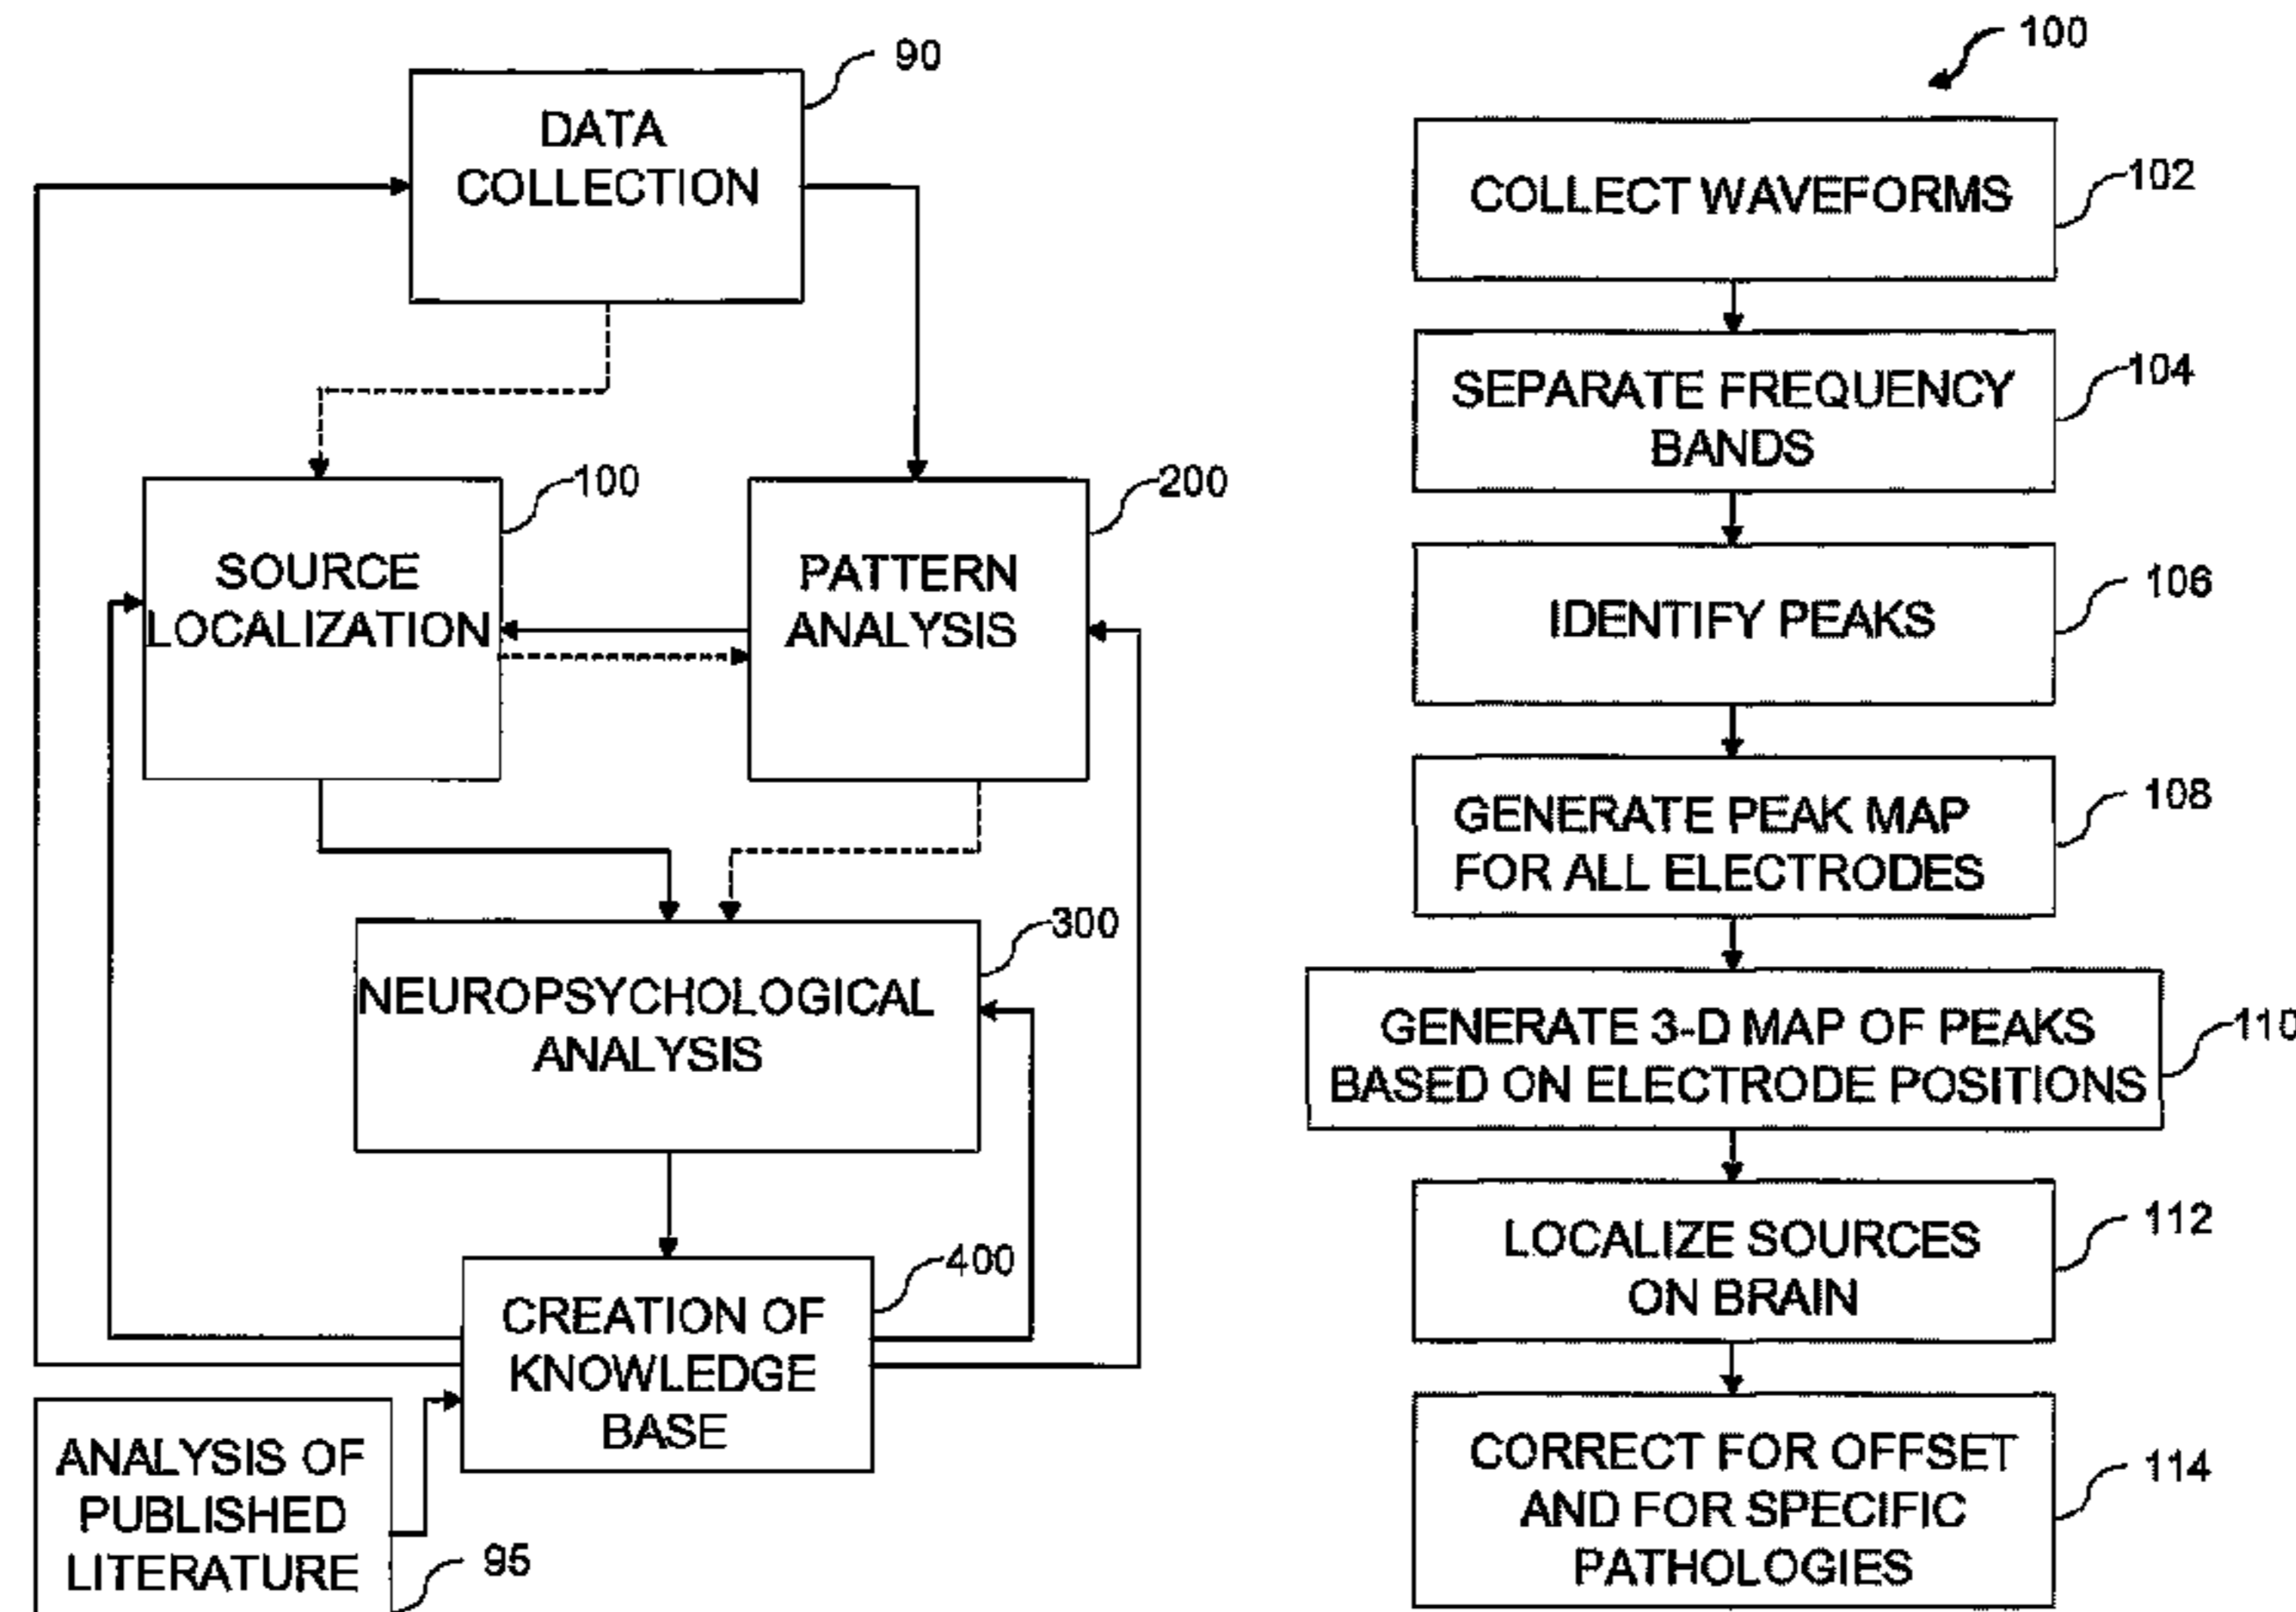 90
DATA
COLLECTION
100
SOURCE
LOCALIZATION
200
PATTERN
ANALYSIS
300
NEUROPSYCHOLOGICAL
ANALYSIS
400
CREATION OF
KNOWLEDGE
BASE
ANALYSIS OF
PUBLISHED
LITERATURE
95
100
COLLECT WAVEFORMS
102
SEPARATE FREQUENCY
BANDS
104
IDENTIFY PEAKS
106
GENERATE PEAK MAP
FOR ALL ELECTRODES
108
GENERATE 3-D MAP OF PEAKS
BASED ON ELECTRODE POSITIONS
110
LOCALIZE SOURCES
ON BRAIN
112
CORRECT FOR OFFSET
AND FOR SPECIFIC
PATHOLOGIES
114